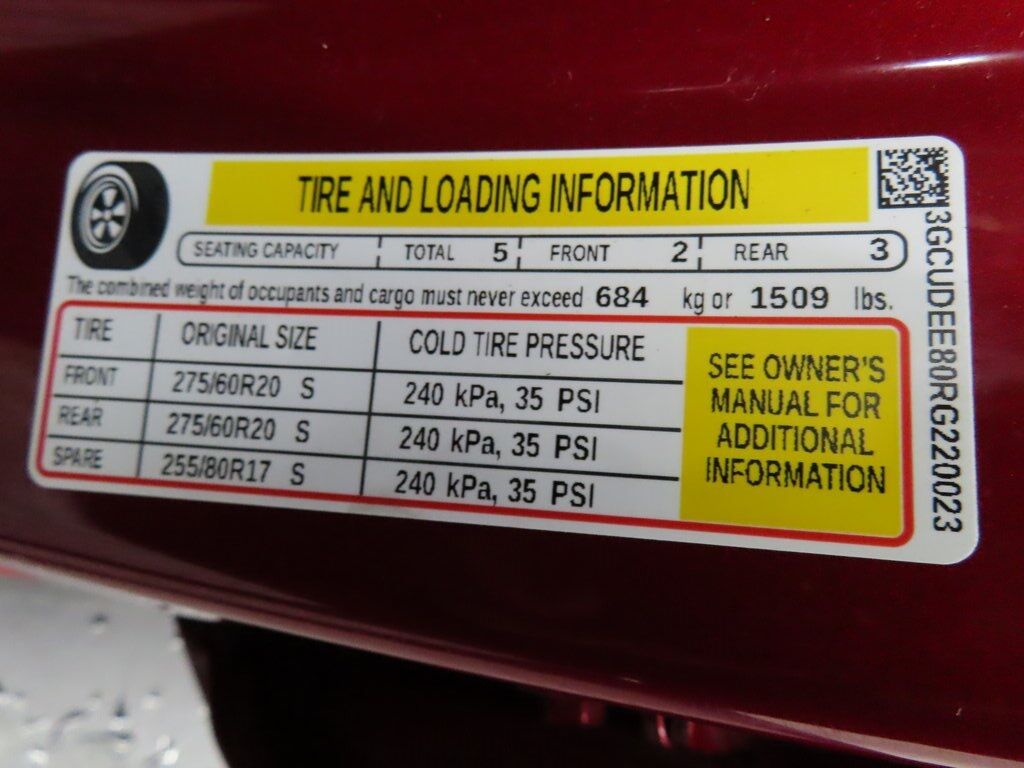 TIRE AND LOADING INFORMATION
SEATING CAPACITY TOTAL 5 FRONT 2 REAR 3
The combined weight of occupants and cargo must never exceed 684 kg or 1509 lbs.
TIRE ORIGINAL SIZE COLD TIRE PRESSURE
FRONT 275/60R20 S 240 kPa, 35 PSI
REAR 275/60R20 S 240 kPa, 35 PSI
SPARE 255/80R17 S 240 kPa, 35 PSI
SEE OWNER'S
MANUAL FOR
ADDITIONAL
INFORMATION
3GCUDEE80RG220023